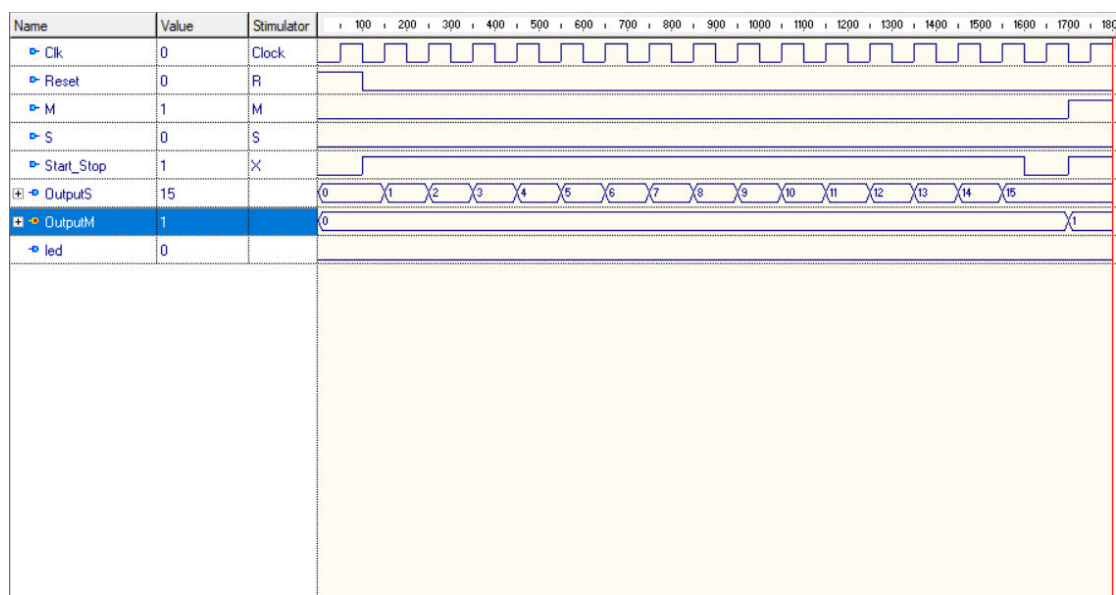 Name Value Stimulator 100 200 300 400 500 600 700 800 900 1000 1100 1200 1300 1400 1500 1600 1700 180
Clk 0 Clock
Reset 0 R
M 1 M
S 0 S
Start_Stop 1 X
OutputS 15 0 1 2 3 4 5 6 7 8 9 10 11 12 13 14 15
OutputM 1 0 1
led 0